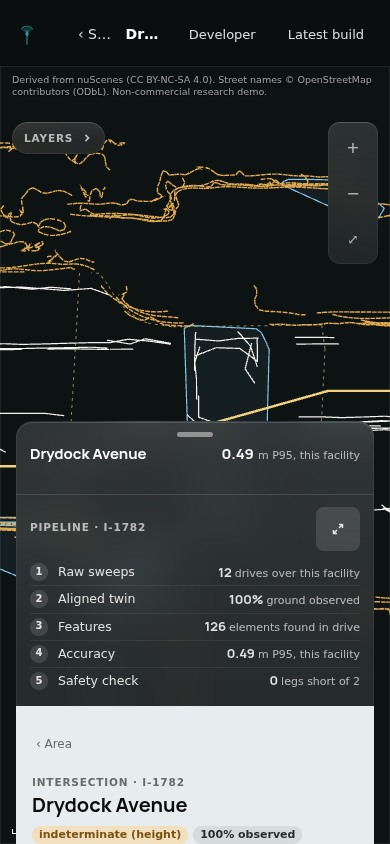 ‹ S… Dr… Developer Latest build
Derived from nuScenes (CC BY-NC-SA 4.0). Street names © OpenStreetMap
contributors (ODbL). Non-commercial research demo.
LAYERS
+
−
Drydock Avenue 0.49 m P95, this facility
PIPELINE · I-1782
1 Raw sweeps 12 drives over this facility
2 Aligned twin 100% ground observed
3 Features 126 elements found in drive
4 Accuracy 0.49 m P95, this facility
5 Safety check 0 legs short of 2
‹ Area
INTERSECTION · I-1782
Drydock Avenue
indeterminate (height) 100% observed